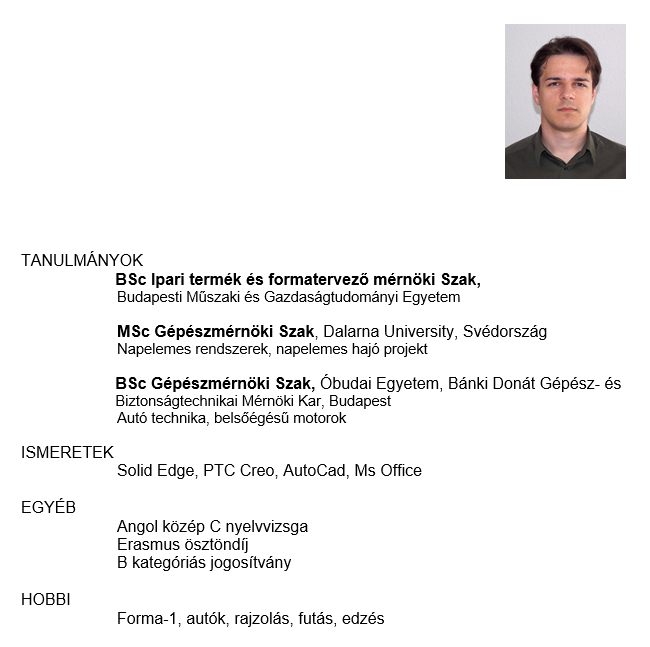 TANULMÁNYOK
BSc Ipari termék és formatervező mérnöki Szak,
Budapesti Műszaki és Gazdaságtudományi Egyetem
MSc Gépészmérnöki Szak, Dalarna University, Svédország
Napelemes rendszerek, napelemes hajó projekt
BSc Gépészmérnöki Szak, Óbudai Egyetem, Bánki Donát Gépész- és
Biztonságtechnikai Mérnöki Kar, Budapest
Autó technika, belsőégésű motorok
ISMERETEK
Solid Edge, PTC Creo, AutoCad, Ms Office
EGYÉB
Angol közép C nyelvvizsga
Erasmus ösztöndíj
B kategóriás jogosítvány
HOBBI
Forma-1, autók, rajzolás, futás, edzés